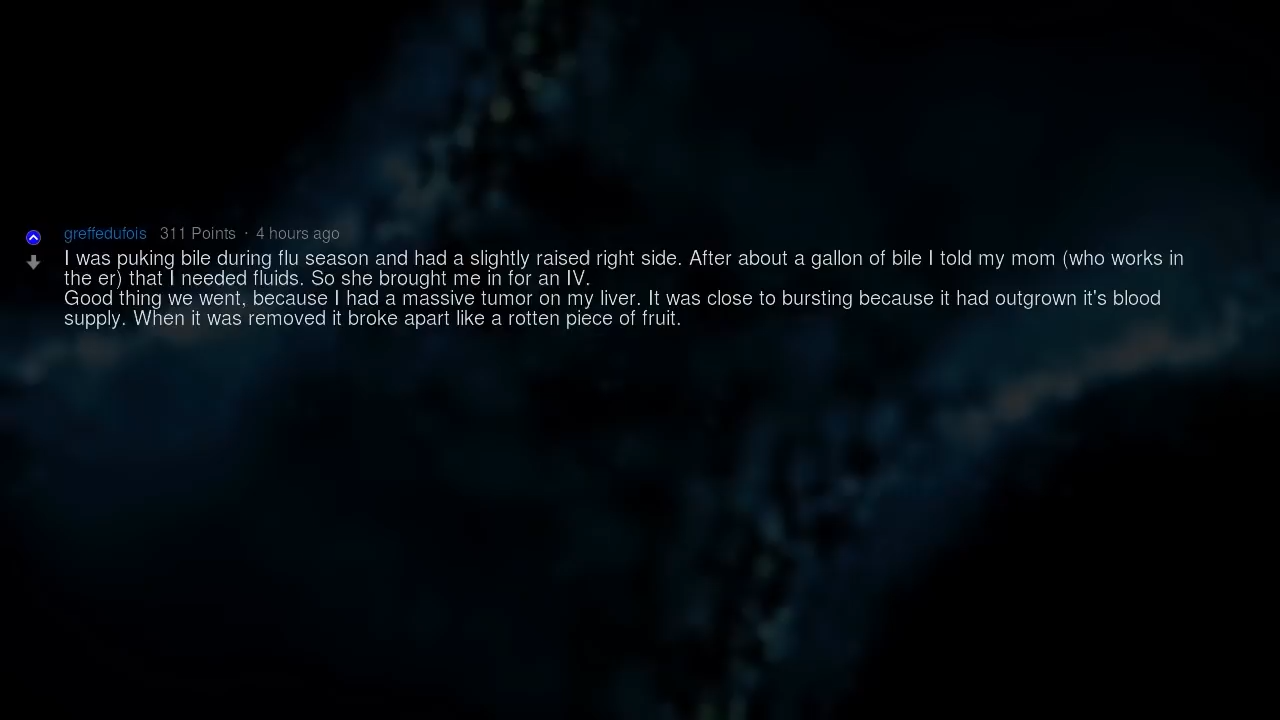 greffedufois 311 Points · 4 hours ago
I was puking bile during flu season and had a slightly raised right side. After about a gallon of bile I told my mom (who works in
the er) that I needed fluids. So she brought me in for an IV.
Good thing we went, because I had a massive tumor on my liver. It was close to bursting because it had outgrown it's blood
supply. When it was removed it broke apart like a rotten piece of fruit.